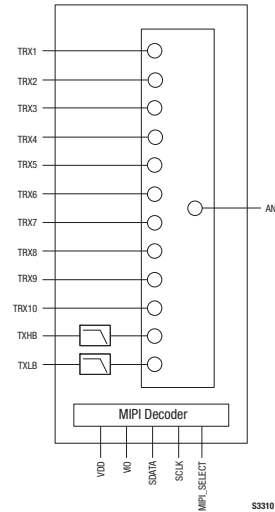 TRX1
TRX2
TRX3
TRX4
TRX5
TRX6
TRX7
TRX8
TRX9
TRX10
TXHB
TXLB
AN
MIPI Decoder
VDD
VIO
SDATA
SCLK
MIPI_SELECT
S3310